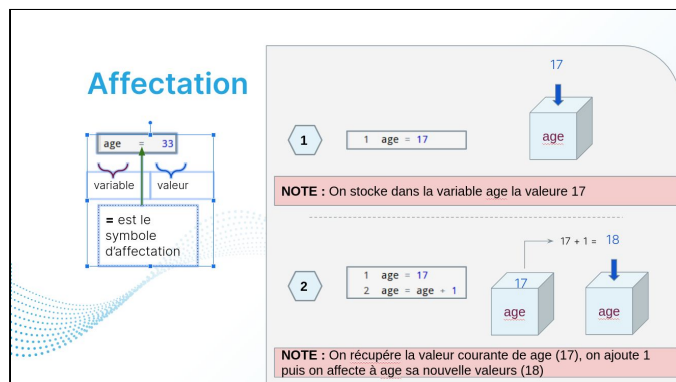 Affectation
age = 33
variable
valeur
= est le
symbole
d'affectation
1
1 age = 17
17
age
NOTE : On stocke dans la variable age la valeure 17
2
1 age = 17
2 age = age + 1
17 + 1 =
18
17
age
age
NOTE : On récupére la valeur courante de age (17), on ajoute 1
puis on affecte à age sa nouvelle valeurs (18)